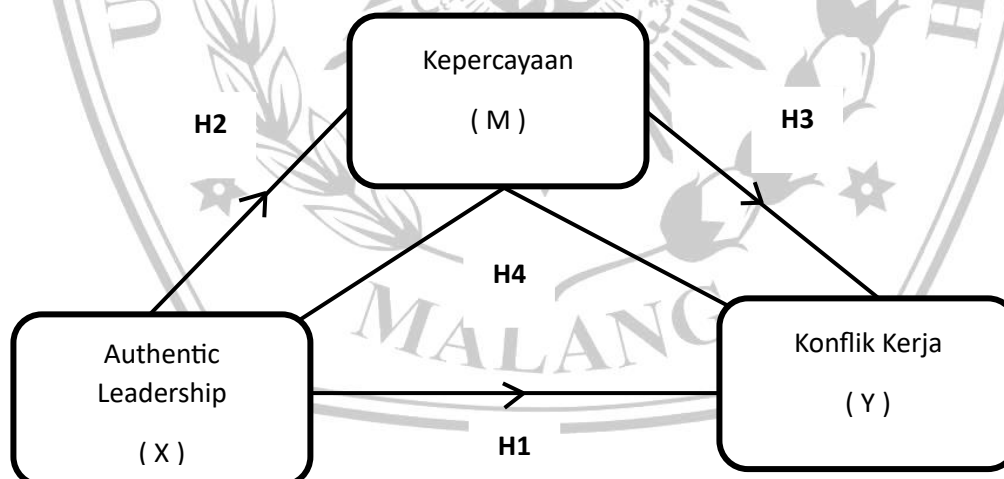 Kepercayaan
( M )
H2
H3
H4
MALANG
Authentic
Leadership
( X )
Konflik Kerja
( Y )
H1